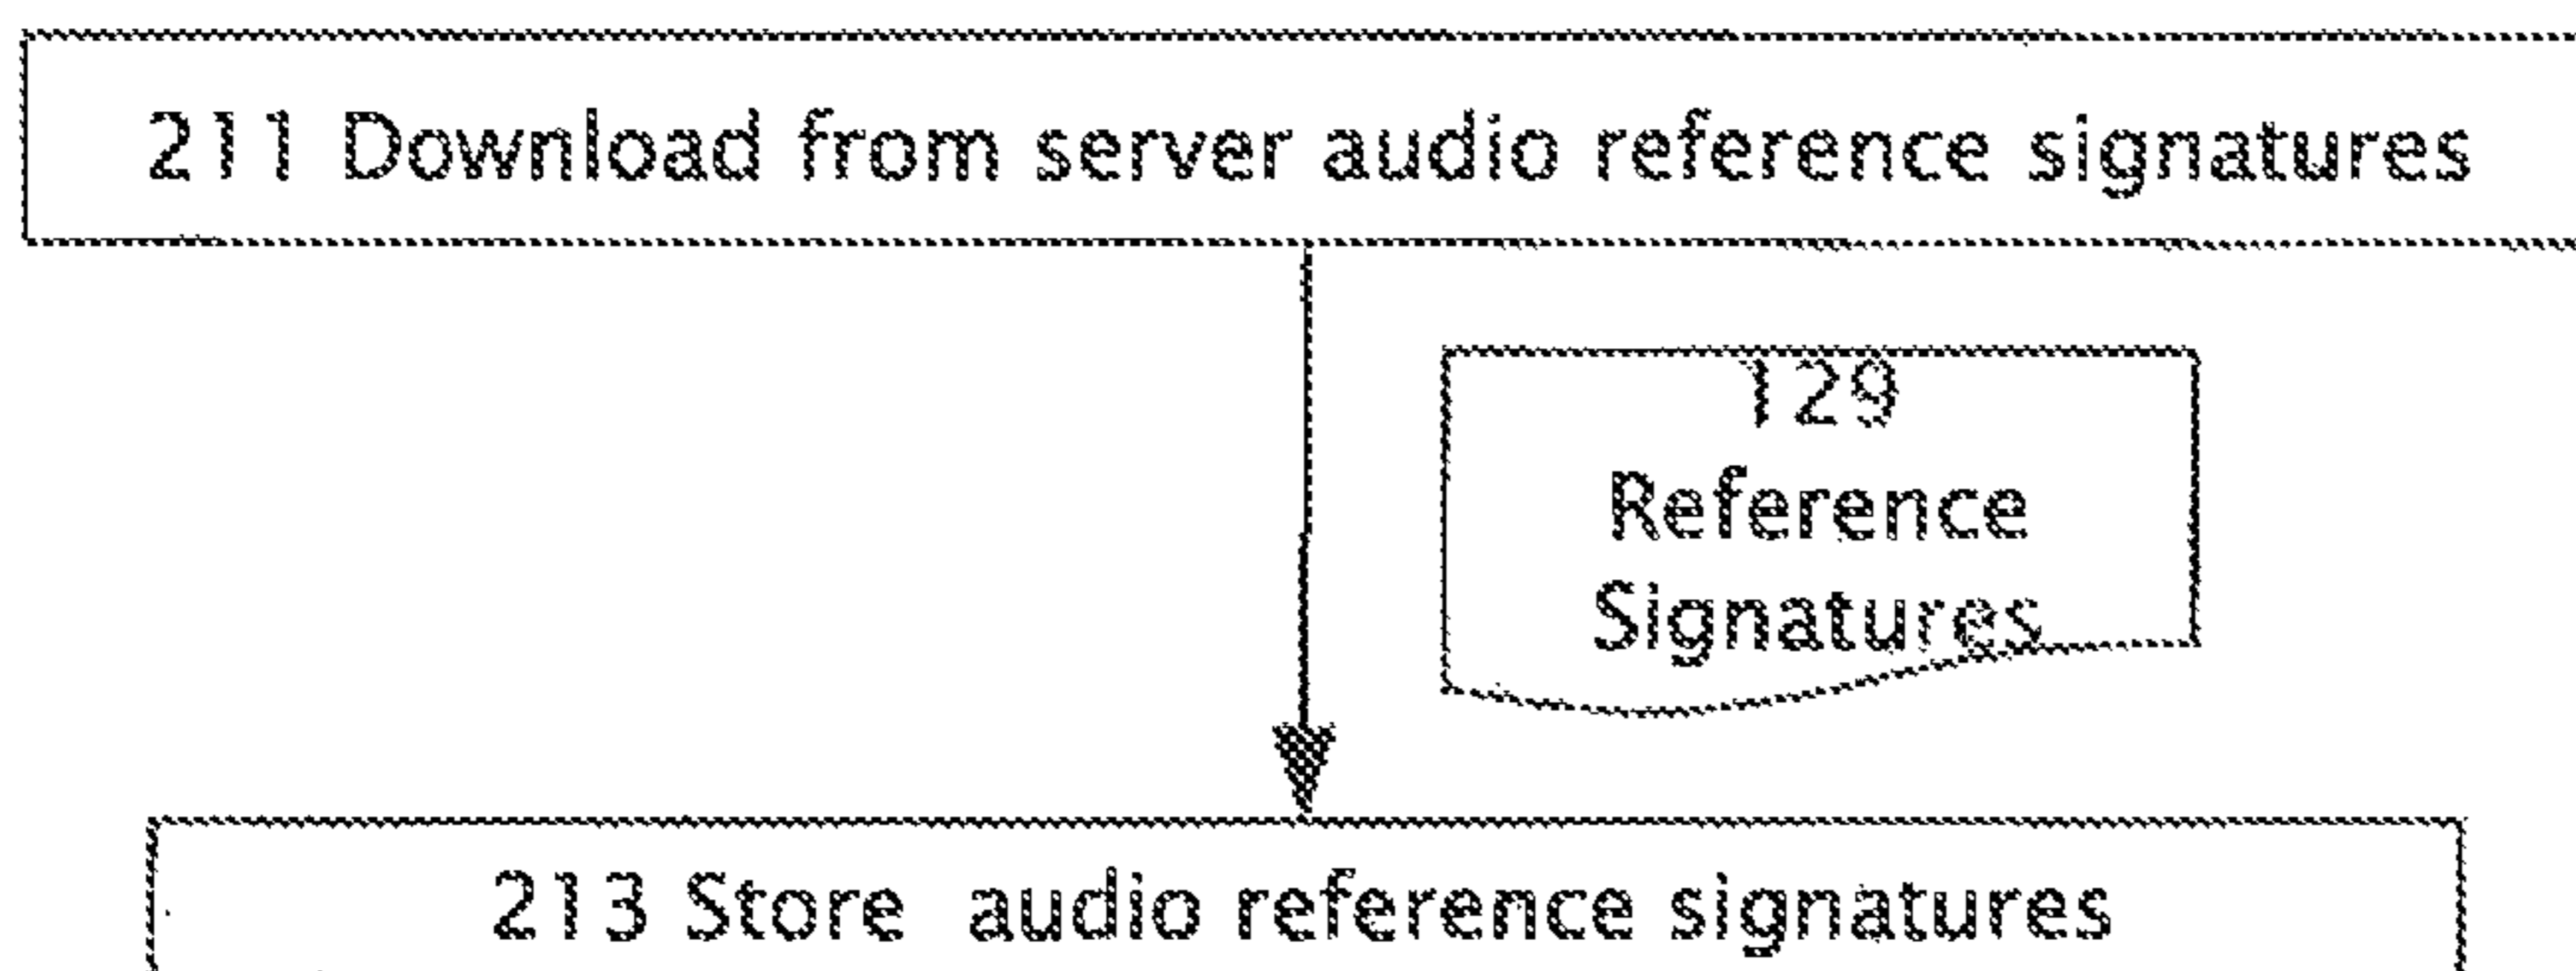 211 Download from server audio reference signatures
129
Reference
Signatures
213 Store audio reference signatures